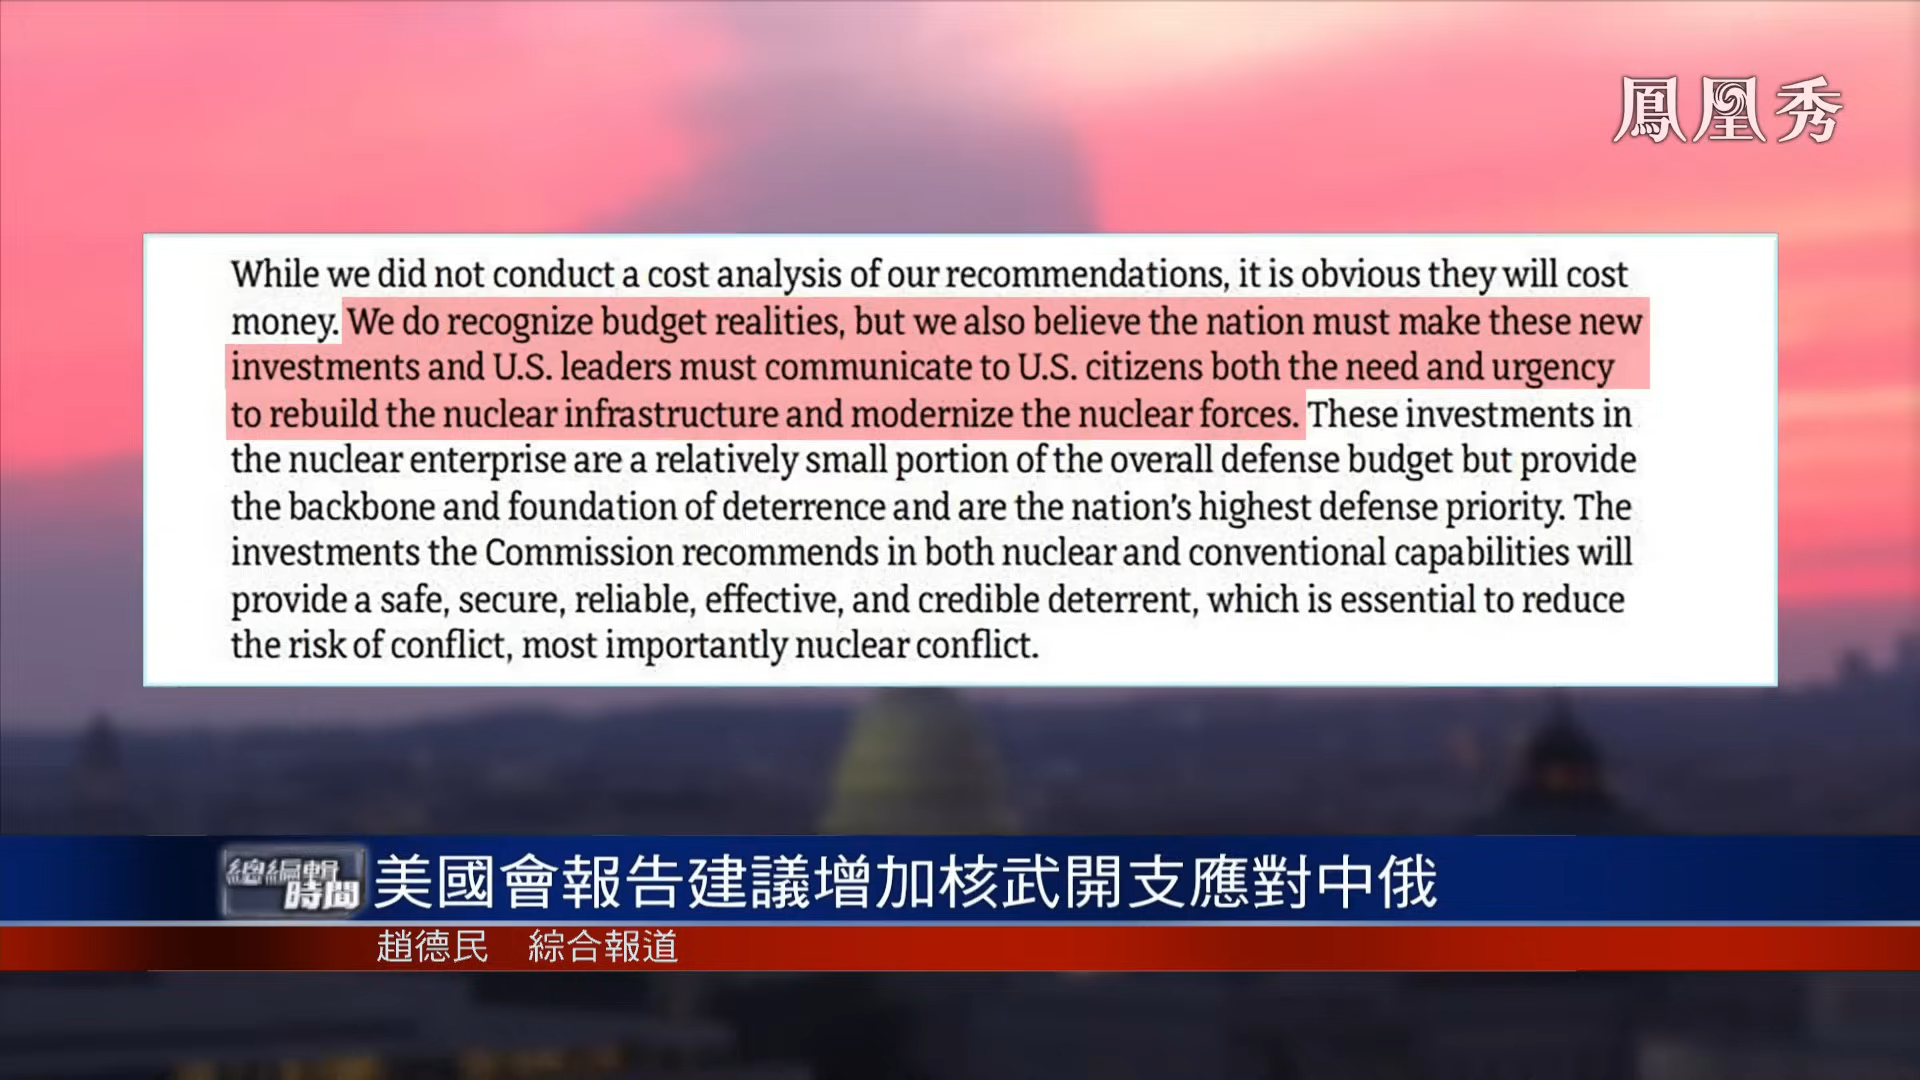 鳳凰秀
While we did not conduct a cost analysis of our recommendations, it is obvious they will cost
money. We do recognize budget realities, but we also believe the nation must make these new
investments and U.S. leaders must communicate to U.S. citizens both the need and urgency
to rebuild the nuclear infrastructure and modernize the nuclear forces. These investments in
the nuclear enterprise are a relatively small portion of the overall defense budget but provide
the backbone and foundation of deterrence and are the nation’s highest defense priority. The
investments the Commission recommends in both nuclear and conventional capabilities will
provide a safe, secure, reliable, effective, and credible deterrent, which is essential to reduce
the risk of conflict, most importantly nuclear conflict.
總編輯
時間
美國會報告建議增加核武開支應對中俄
趙德民 綜合報道